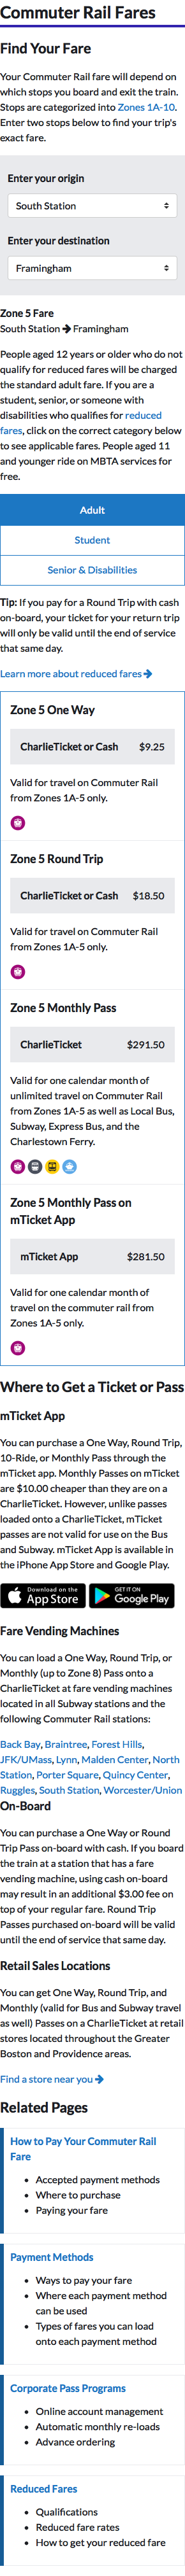 Commuter Rail Fares
Find Your Fare
Your Commuter Rail fare will depend on
which stops you board and exit the train.
Stops are categorized into Zones 1A-10.
Enter two stops below to find your trip's
exact fare.
Enter your origin
South Station
Enter your destination
Framingham
Zone 5 Fare
South Station → Framingham
People aged 12 years or older who do not
qualify for reduced fares will be charged
the standard adult fare. If you are a
student, senior, or someone with
disabilities who qualifies for reduced
fares, click on the correct category below
to see applicable fares. People aged 11
and younger ride on MBTA services for
free.
Adult
Student
Senior & Disabilities
Tip: If you pay for a Round Trip with cash
on-board, your ticket for your return trip
will only be valid until the end of service
that same day.
Learn more about reduced fares →
Zone 5 One Way
CharlieTicket or Cash $9.25
Valid for travel on Commuter Rail
from Zones 1A-5 only.
Zone 5 Round Trip
CharlieTicket or Cash $18.50
Valid for travel on Commuter Rail
from Zones 1A-5 only.
Zone 5 Monthly Pass
CharlieTicket $291.50
Valid for one calendar month of
unlimited travel on Commuter Rail
from Zones 1A-5 as well as Local Bus,
Subway, Express Bus, and the
Charlestown Ferry.
Zone 5 Monthly Pass on
mTicket App
mTicket App $281.50
Valid for one calendar month of
travel on the commuter rail from
Zones 1A-5 only.
Where to Get a Ticket or Pass
mTicket App
You can purchase a One Way, Round Trip,
10-Ride, or Monthly Pass through the
mTicket app. Monthly Passes on mTicket
are $10.00 cheaper than they are on a
CharlieTicket. However, unlike passes
loaded onto a CharlieTicket, mTicket
passes are not valid for use on the Bus
and Subway. mTicket App is available in
the iPhone App Store and Google Play.
Download on the
App Store
GET IT ON
Google Play
Fare Vending Machines
You can load a One Way, Round Trip, or
Monthly (up to Zone 8) Pass onto a
CharlieTicket at fare vending machines
located in all Subway stations and the
following Commuter Rail stations:
Back Bay, Braintree, Forest Hills,
JFK/UMass, Lynn, Malden Center, North
Station, Porter Square, Quincy Center,
Ruggles, South Station, Worcester/Union
On-Board
You can purchase a One Way or Round
Trip Pass on-board with cash. If you board
the train at a station that has a fare
vending machine, using cash on-board
may result in an additional $3.00 fee on
top of your regular fare. Round Trip
Passes purchased on-board will be valid
until the end of service that same day.
Retail Sales Locations
You can get One Way, Round Trip, and
Monthly (valid for Bus and Subway travel
as well) Passes on a CharlieTicket at retail
stores located throughout the Greater
Boston and Providence areas.
Find a store near you →
Related Pages
How to Pay Your Commuter Rail
Fare
• Accepted payment methods
• Where to purchase
• Paying your fare
Payment Methods
• Ways to pay your fare
• Where each payment method
can be used
• Types of fares you can load
onto each payment method
Corporate Pass Programs
• Online account management
• Automatic monthly re-loads
• Advance ordering
Reduced Fares
• Qualifications
• Reduced fare rates
• How to get your reduced fare